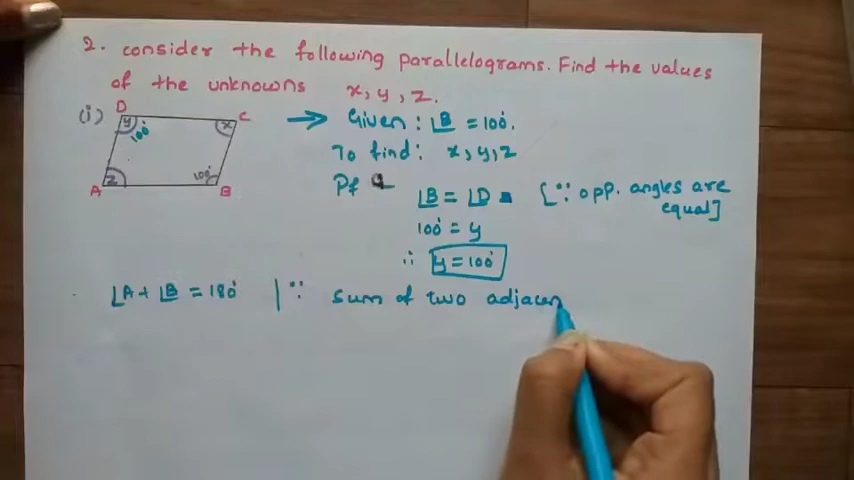 2. consider the following parallelograms. Find the values
of the unknowns x, y, z.
(i) D y 100° x C
A z 100° B
→ Given : ∠B = 100°.
To find : x, y, z
Pf
∠B = ∠D [∵ opp. angles are
equal]
100° = y
∴ y = 100°
∠A + ∠B = 180° | ∵ sum of two adjacen